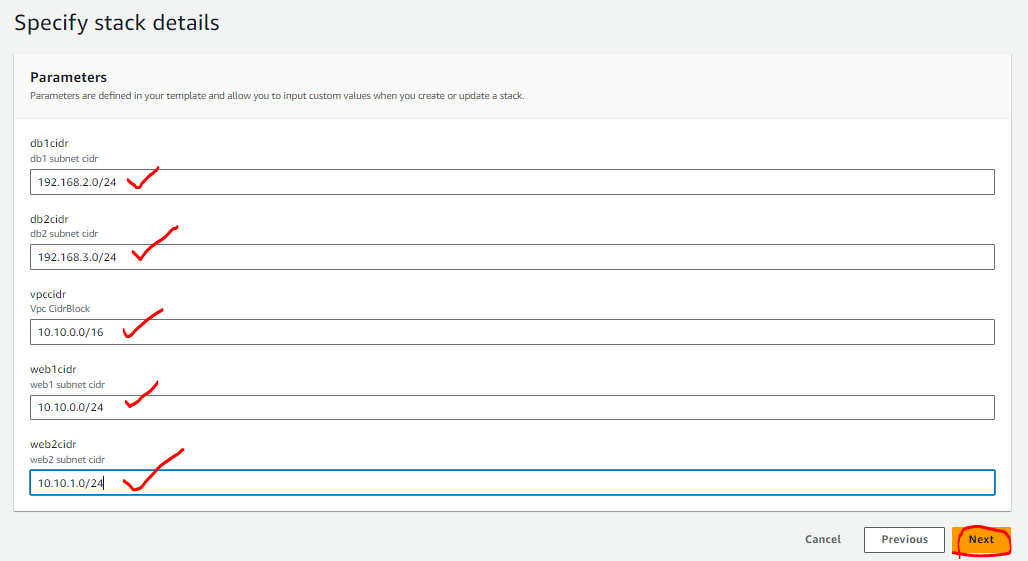 Specify stack details
Parameters
Parameters are defined in your template and allow you to input custom values when you create or update a stack.
db1cidr
db1 subnet cidr
192.168.2.0/24
db2cidr
db2 subnet cidr
192.168.3.0/24
vpccidr
Vpc CidrBlock
10.10.0.0/16
web1cidr
web1 subnet cidr
10.10.0.0/24
web2cidr
web2 subnet cidr
10.10.1.0/24
Cancel Previous Next